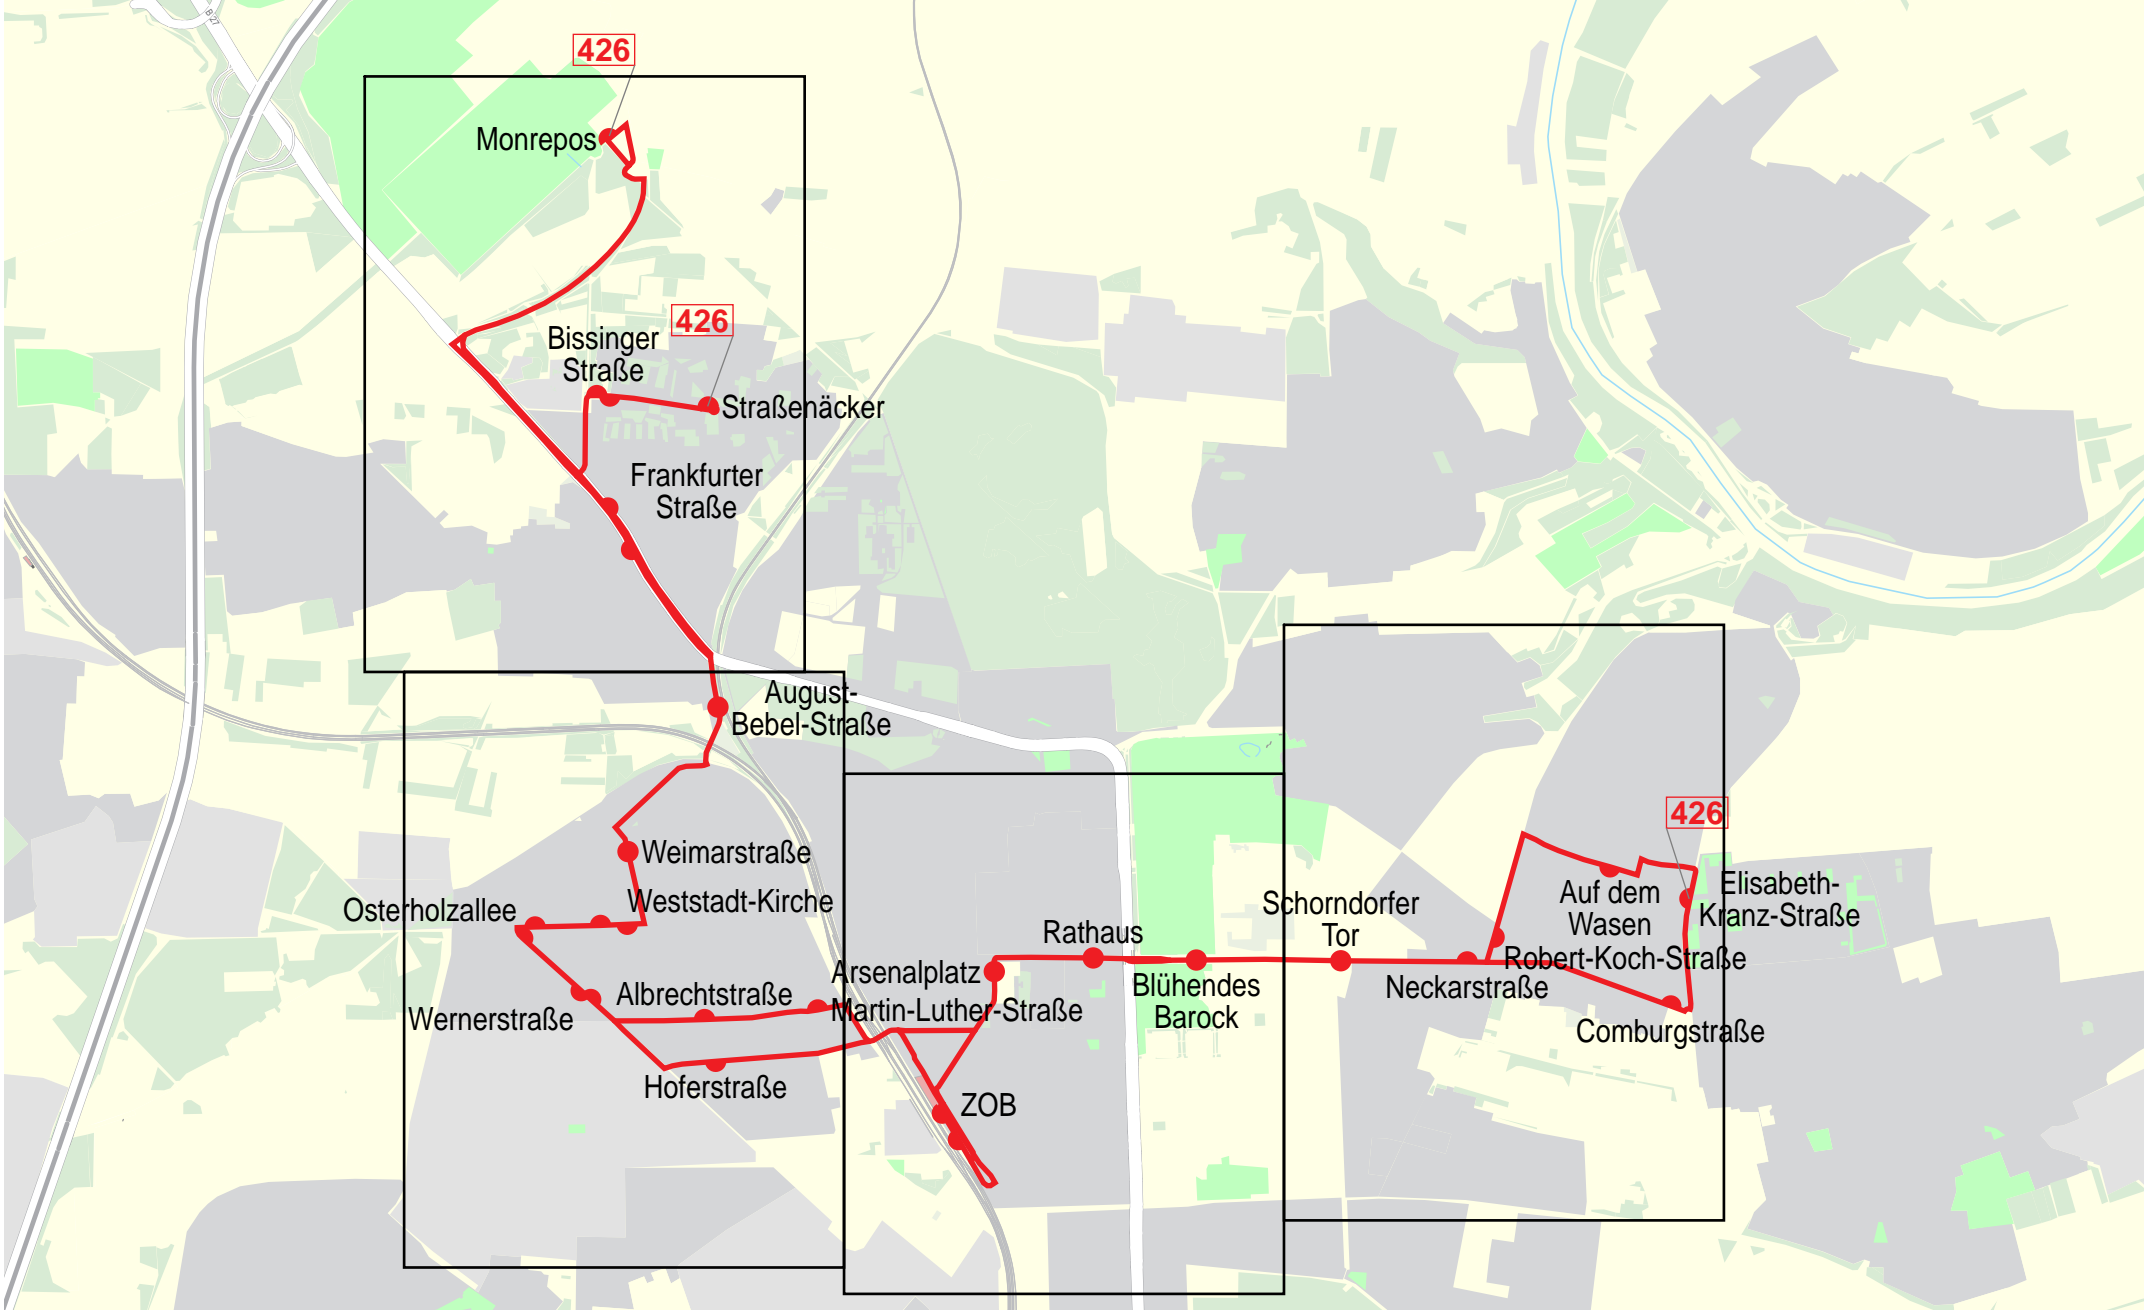 B 27
426
Monrepos
426
Bissinger
Straße
Straßenäcker
Frankfurter
Straße
August-
Bebel-Straße
426
Weimarstraße
Weststadt-Kirche
Osterholzallee
Auf dem
Wasen
Elisabeth-
Kranz-Straße
Schorndorfer
Tor
Rathaus
Robert-Koch-Straße
Arsenalplatz
Blühendes
Barock
Neckarstraße
Albrechtstraße
Martin-Luther-Straße
Wernerstraße
Comburgstraße
Hoferstraße
ZOB